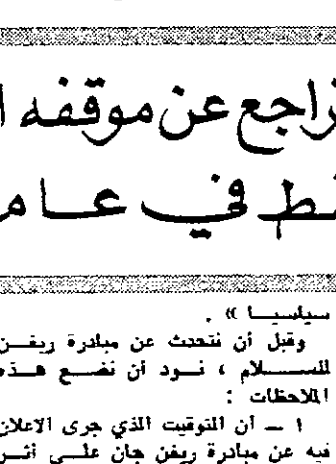 راجع عن موقفه ا
ط في عام
سياسيا » .
وقبل أن نتحدث عن مبادرة ريغن
للسلام ، نود أن نضع هذه
الملاحظات :
١ — أن التوقيت الذي جرى الاعلان
فيه عن مبادرة ريغن جان على أثر